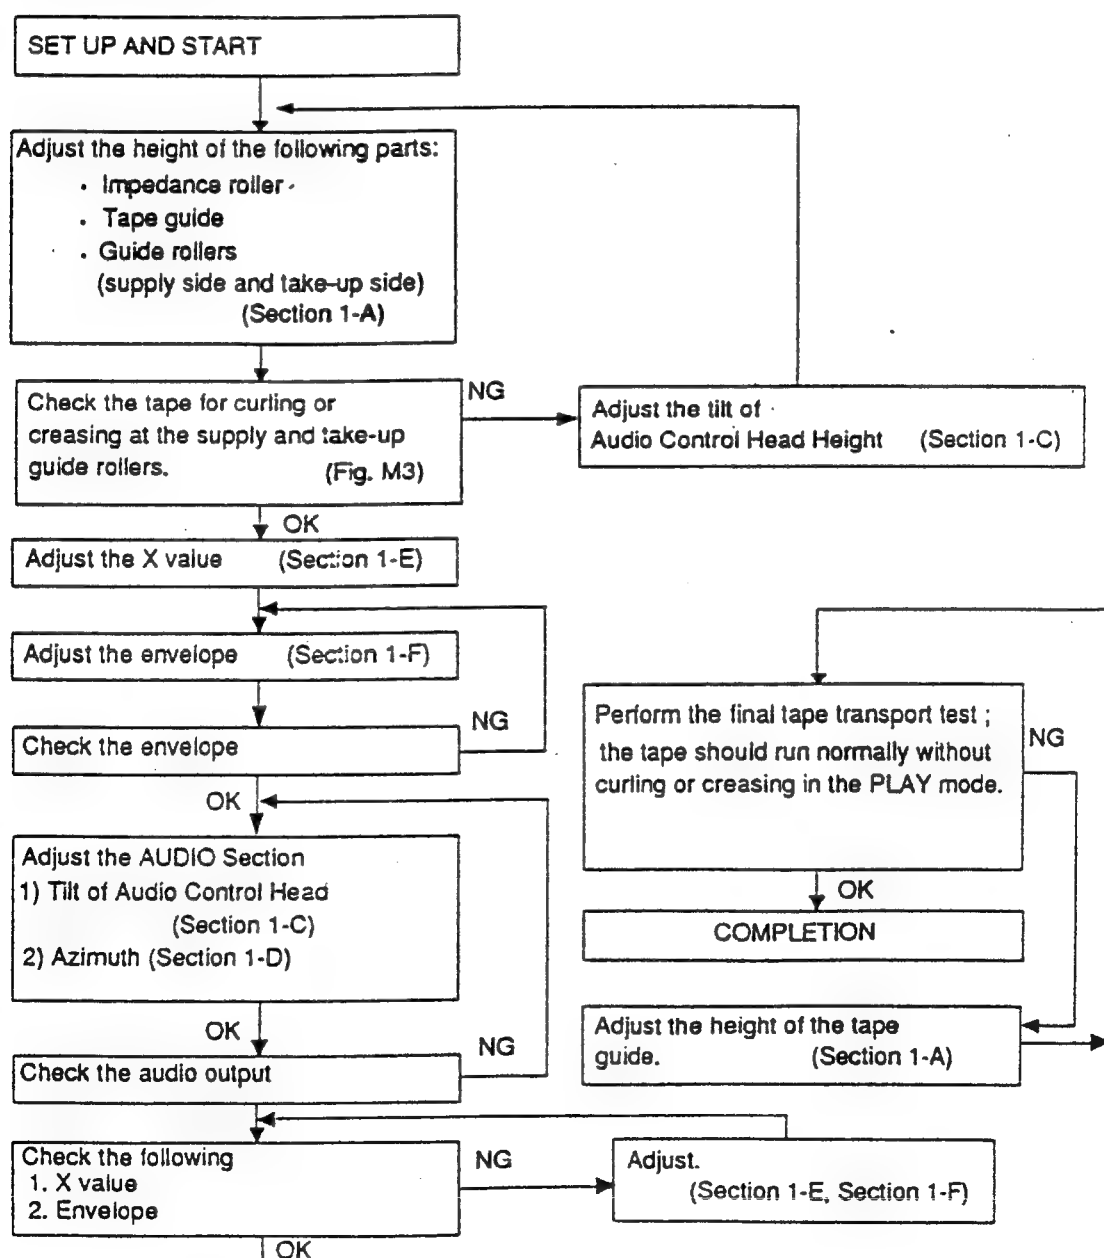 SET UP AND START
Adjust the height of the following parts:
• Impedance roller
• Tape guide
• Guide rollers
(supply side and take-up side)
(Section 1-A)
Check the tape for curling or
creasing at the supply and take-up
guide rollers. (Fig. M3)
NG
Adjust the tilt of
Audio Control Head Height (Section 1-C)
OK
Adjust the X value (Section 1-E)
Adjust the envelope (Section 1-F)
Check the envelope
NG
OK
Adjust the AUDIO Section
1) Tilt of Audio Control Head
(Section 1-C)
2) Azimuth (Section 1-D)
OK
Check the audio output
NG
Check the following
1. X value
2. Envelope
NG
Adjust.
(Section 1-E, Section 1-F)
OK
Perform the final tape transport test ;
the tape should run normally without
curling or creasing in the PLAY mode.
NG
OK
COMPLETION
Adjust the height of the tape
guide. (Section 1-A)